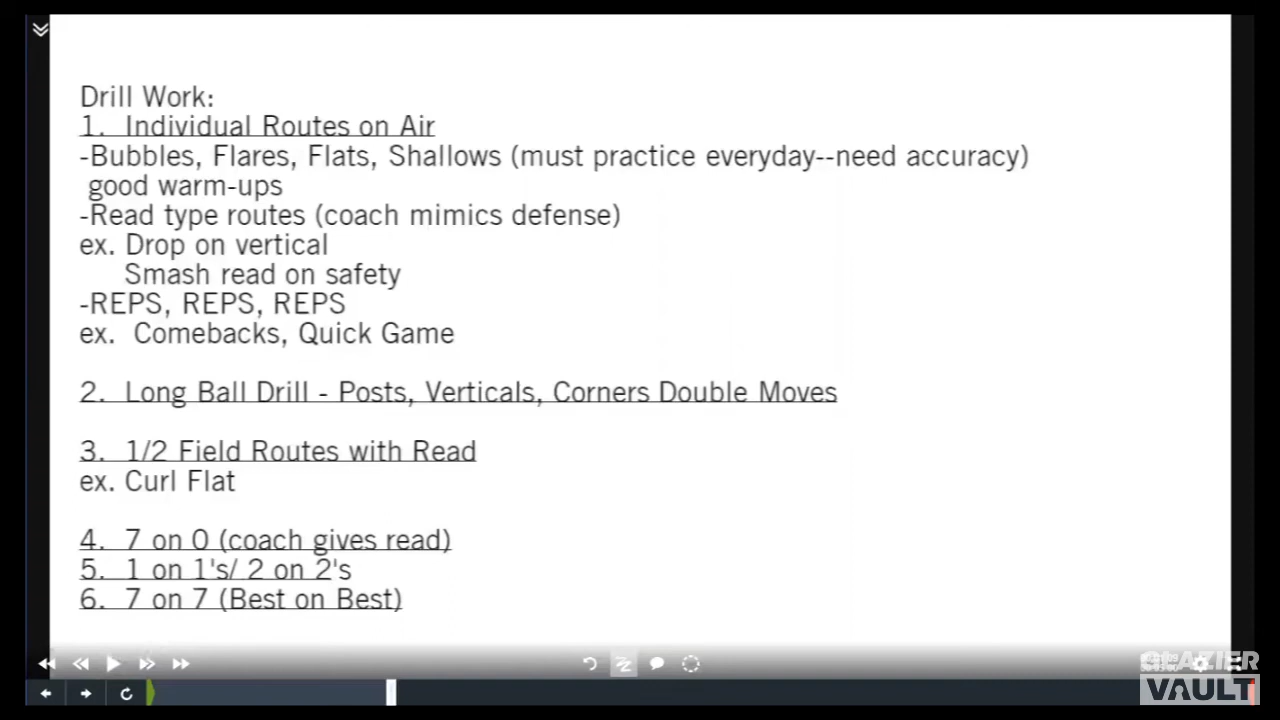 Drill Work:
1. Individual Routes on Air
-Bubbles, Flares, Flats, Shallows (must practice everyday--need accuracy)
good warm-ups
-Read type routes (coach mimics defense)
ex. Drop on vertical
Smash read on safety
-REPS, REPS, REPS
ex. Comebacks, Quick Game
2. Long Ball Drill - Posts, Verticals, Corners Double Moves
3. 1/2 Field Routes with Read
ex. Curl Flat
4. 7 on 0 (coach gives read)
5. 1 on 1's/ 2 on 2's
6. 7 on 7 (Best on Best)
GLAZIER
VAULT